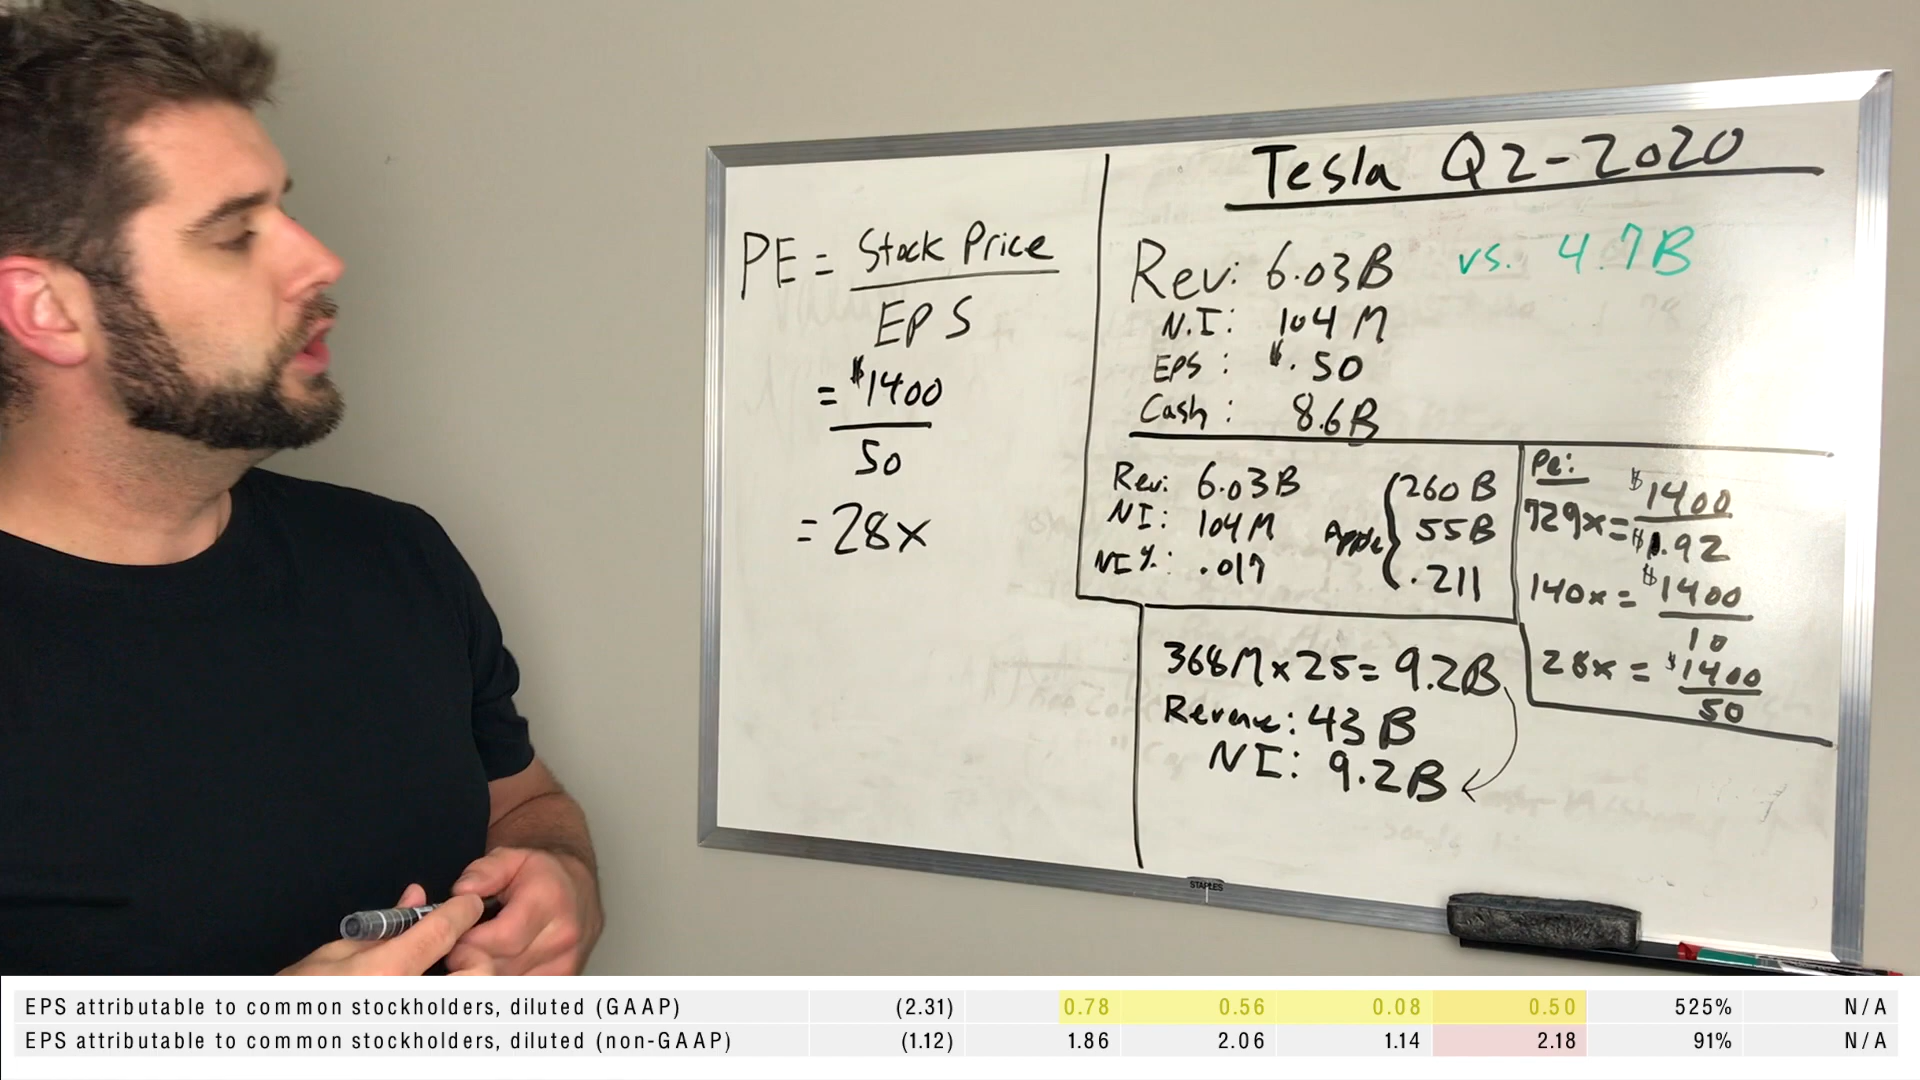 Tesla Q2-2020
PE = Stock Price
EPS
= $1400
50
= 28x
Rev: 6.03B vs. 4.7B
N.I: 104M
EPS: $.50
Cash: 8.6B
Rev: 6.03B
NI: 104M
NI%: .017
Apple
260B
55B
.211
Pe:
729x = $1400
$1.92
140x = $1400
10
28x = $1400
50
368M x 25 = 9.2B
Revenue: 43B
NI: 9.2B
STAPLES
EPS attributable to common stockholders, diluted (GAAP) (2.31) 0.78 0.56 0.08 0.50 525% N/A
EPS attributable to common stockholders, diluted (non-GAAP) (1.12) 1.86 2.06 1.14 2.18 91% N/A